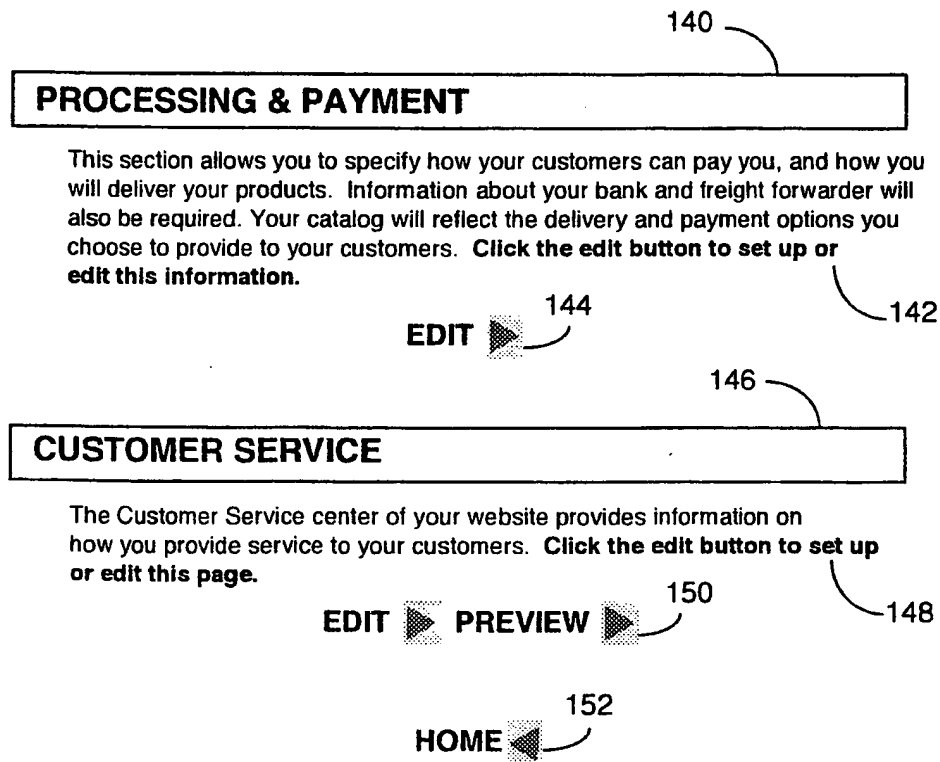 140
PROCESSING & PAYMENT
This section allows you to specify how your customers can pay you, and how you
will deliver your products. Information about your bank and freight forwarder will
also be required. Your catalog will reflect the delivery and payment options you
choose to provide to your customers. Click the edit button to set up or
edit this information.
142
144
EDIT
146
CUSTOMER SERVICE
The Customer Service center of your website provides information on
how you provide service to your customers. Click the edit button to set up
or edit this page.
148
150
EDIT PREVIEW
152
HOME